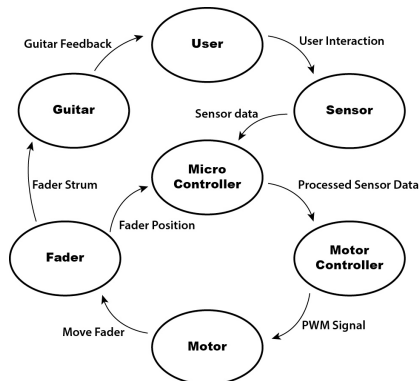 Guitar Feedback
User
User Interaction
Guitar
Sensor
Sensor data
Micro
Controller
Fader Strum
Processed Sensor Data
Fader Position
Fader
Motor
Controller
Move Fader
PWM Signal
Motor